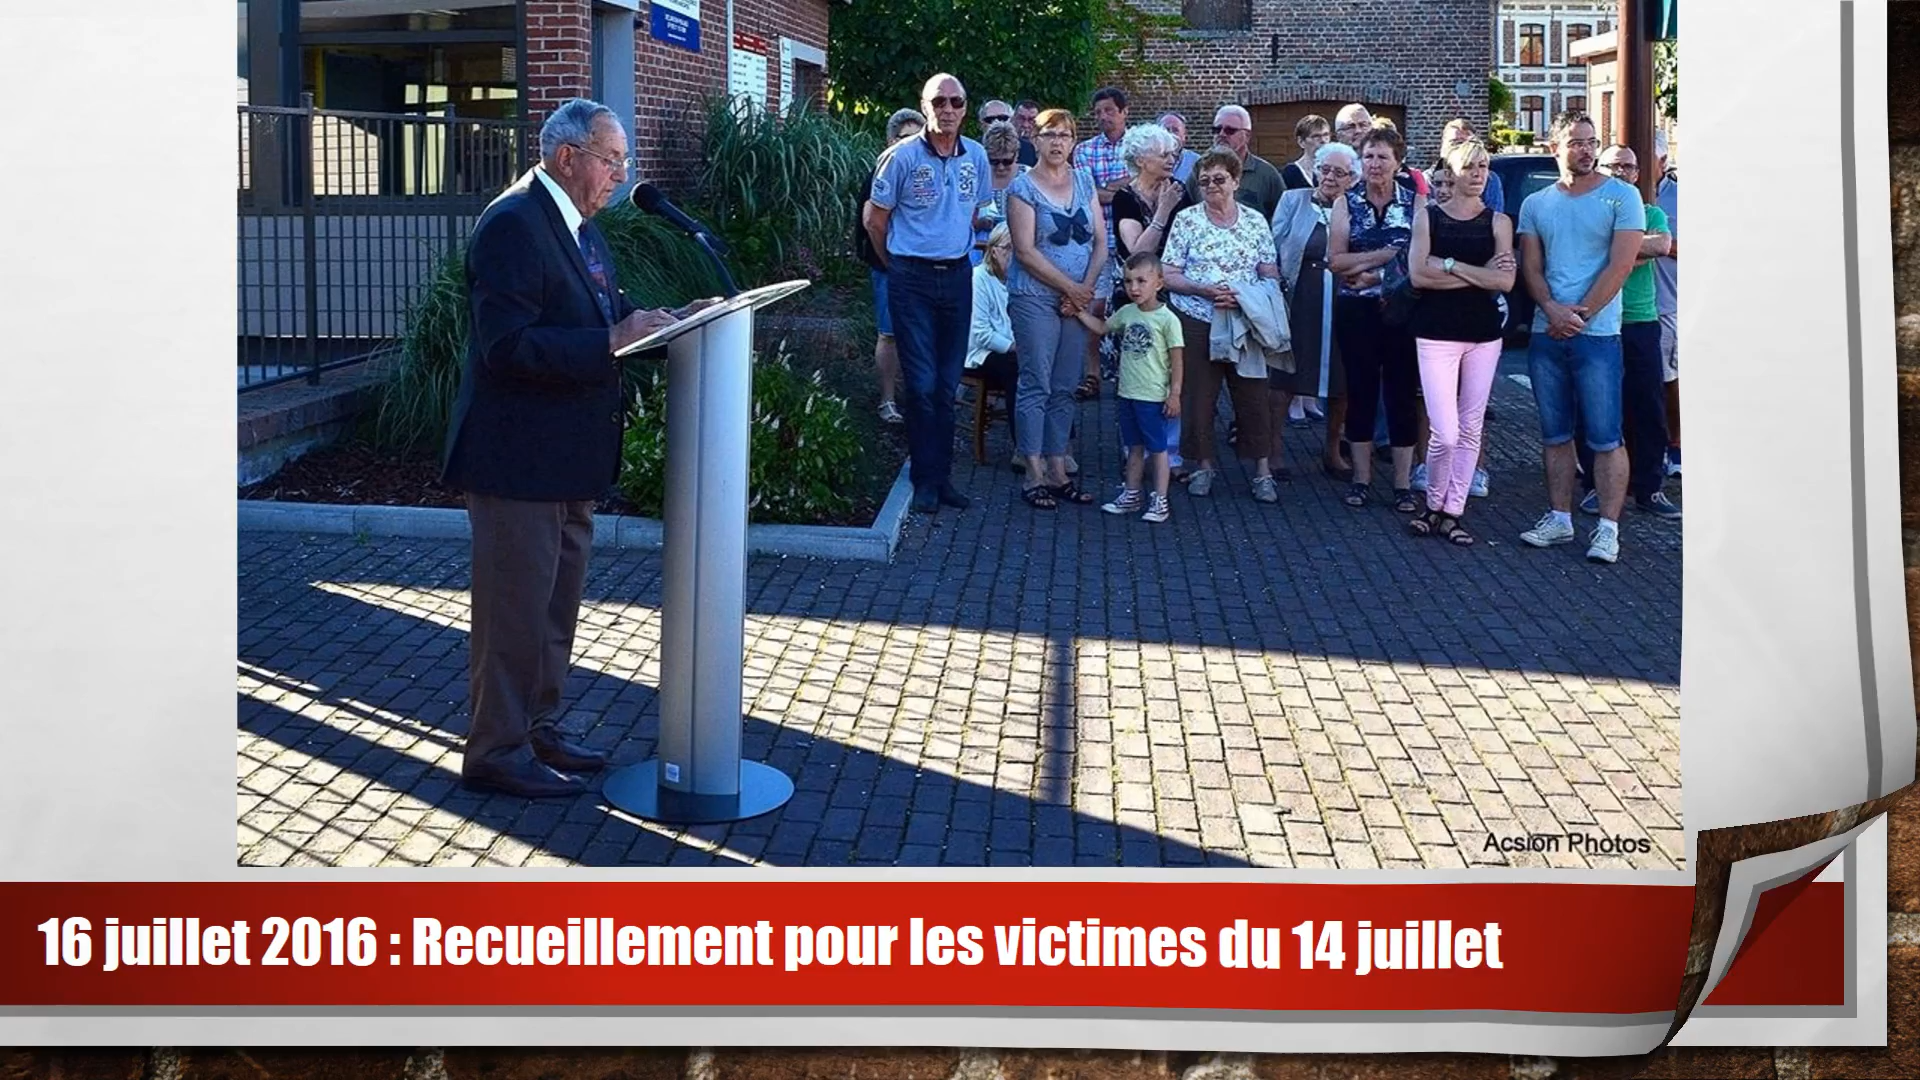 Acsion Photos
16 juillet 2016 : Recueillement pour les victimes du 14 juillet